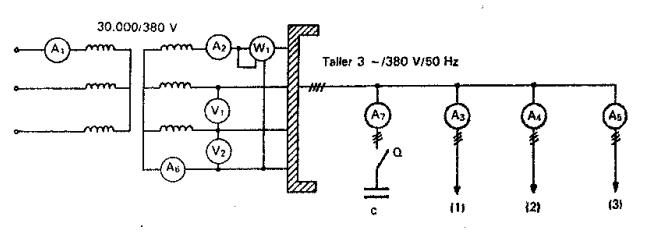 30.000/380 V
A1
A2
W1
Taller 3 ~/380 V/50 Hz
V1
A7
A3
A4
A5
V2
Q
A6
C
(1)
(2)
(3)